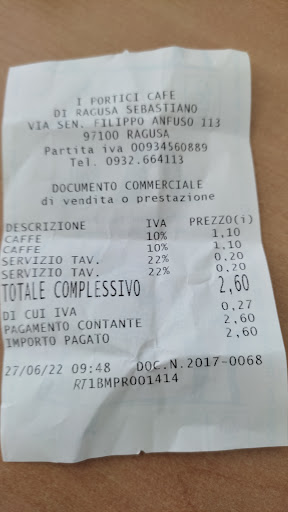 I PORTICI CAFE
DI RAGUSA SEBASTIANO
VIA SEN. FILIPPO ANFUSO 113
97100 RAGUSA
Partita iva 00934560889
Tel. 0932.664113
DOCUMENTO COMMERCIALE
di vendita o prestazione
DESCRIZIONE IVA PREZZO(i)
CAFFE 10% 1,10
CAFFE 10% 1,10
SERVIZIO TAV. 22% 0,20
SERVIZIO TAV. 22% 0,20
TOTALE COMPLESSIVO 2,60
DI CUI IVA 0,27
PAGAMENTO CONTANTE 2,60
IMPORTO PAGATO 2,60
27/06/22 09:48 DOC.N.2017-0068
RT1BMPR001414